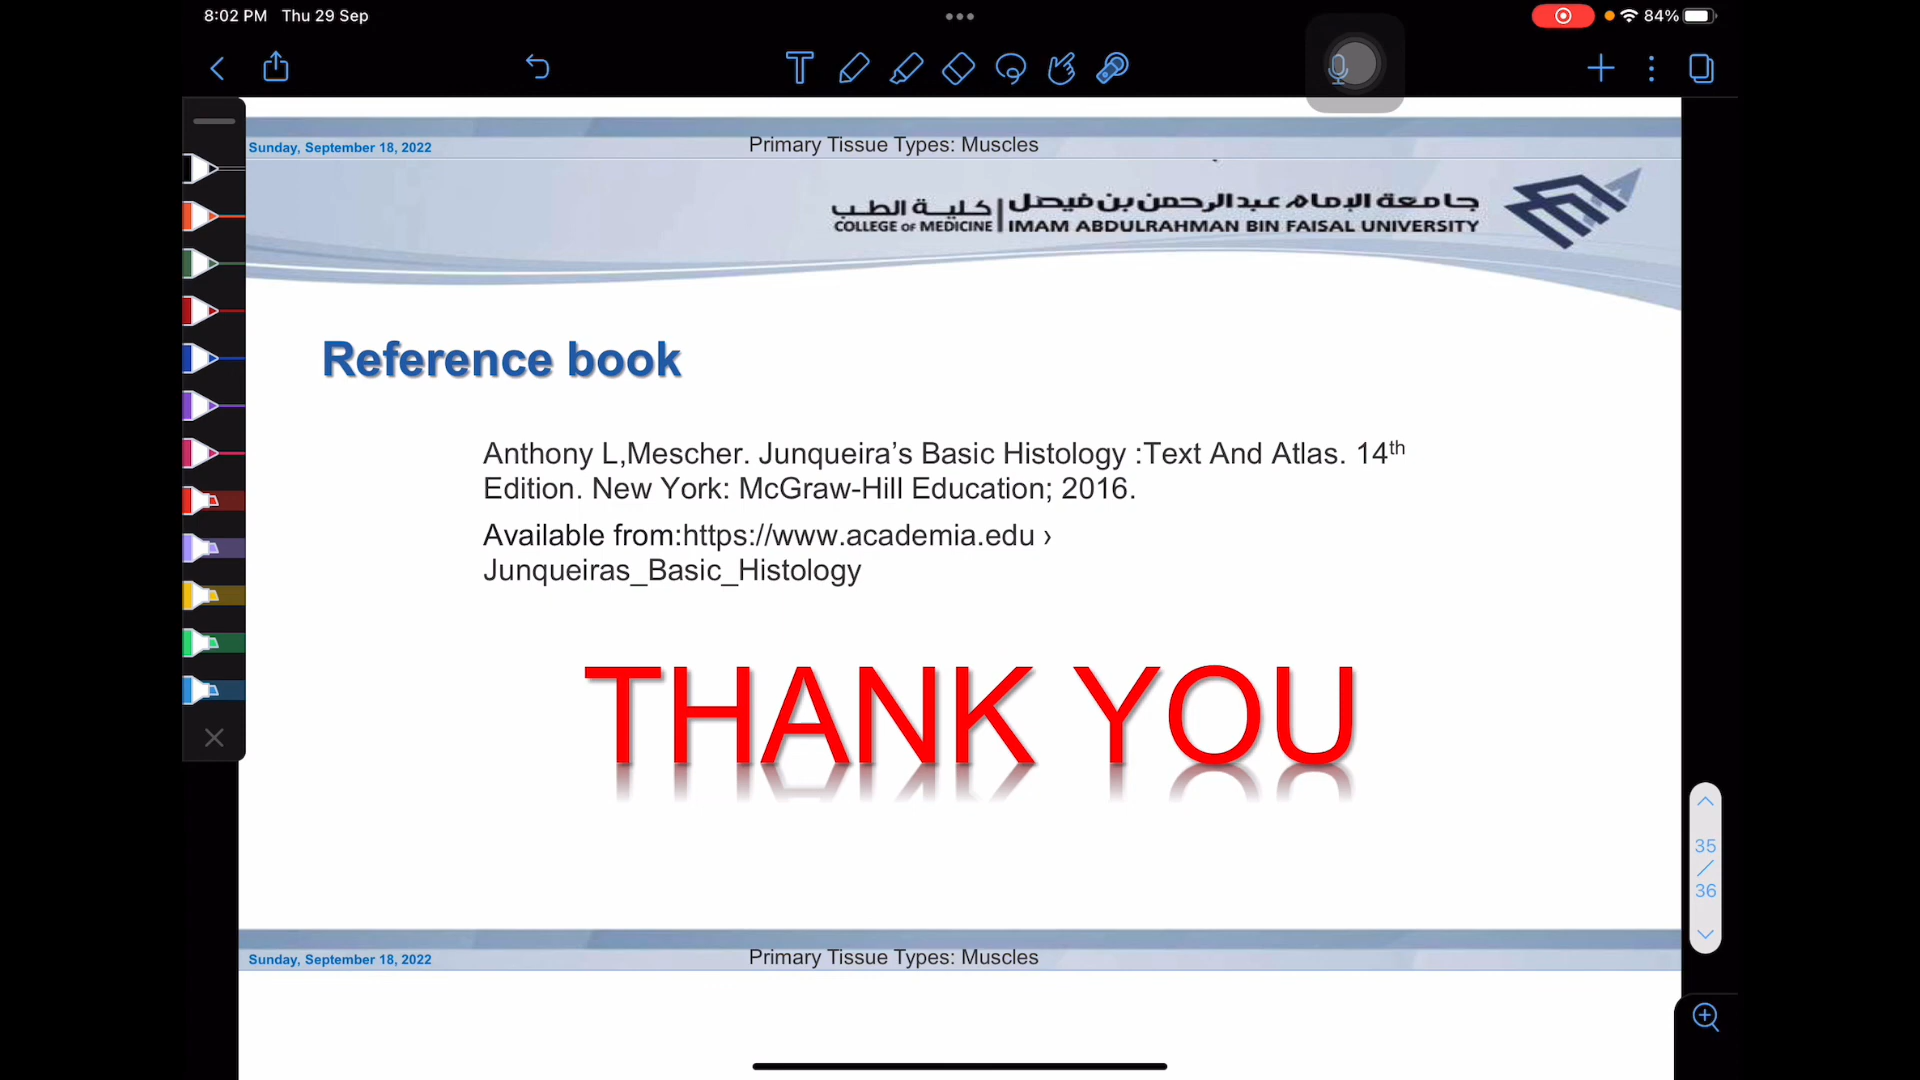 8:02 PM Thu 29 Sep
84%
Sunday, September 18, 2022
Primary Tissue Types: Muscles
كلية الطب | جامعة الإمام عبدالرحمن بن فيصل
COLLEGE OF MEDICINE | IMAM ABDULRAHMAN BIN FAISAL UNIVERSITY
Reference book
Anthony L,Mescher. Junqueira’s Basic Histology :Text And Atlas. 14th
Edition. New York: McGraw-Hill Education; 2016.
Available from:https://www.academia.edu ›
Junqueiras_Basic_Histology
THANK YOU
35
/
36
Sunday, September 18, 2022
Primary Tissue Types: Muscles